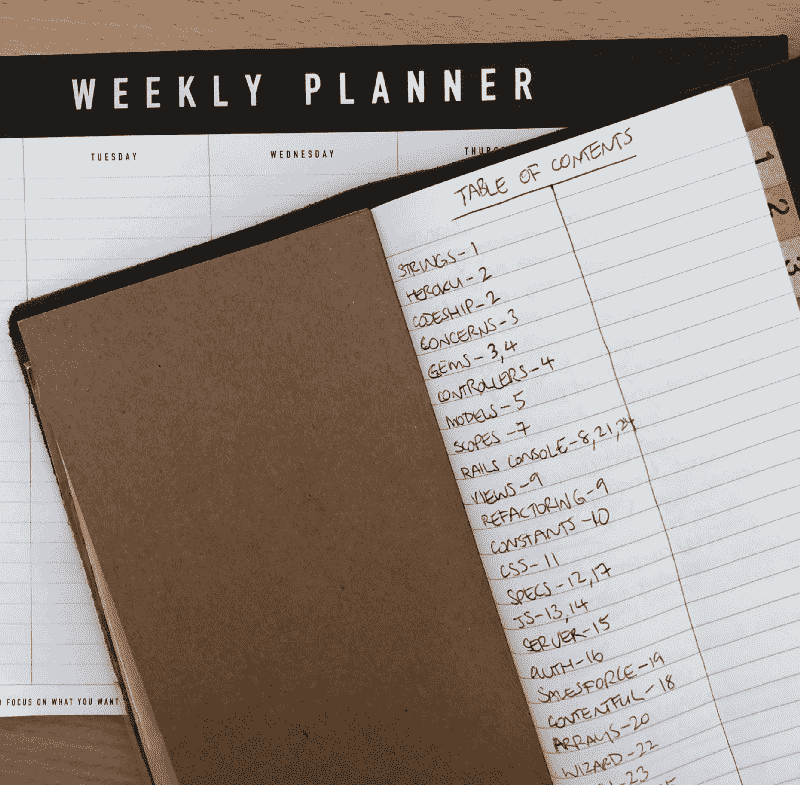 WEEKLY PLANNER
TUESDAY
WEDNESDAY
TABLE OF CONTENTS
STRINGS-1
HEROKU-2
CODESHIP-2
CONCERNS-3
GEMS-3,4
CONTROLLERS-4
MODELS-5
SCOPES-7
RAILS CONSOLE-8,21,24
VIEWS-9
REFACTORING-9
CONSTANTS-10
CSS-11
SPECS-12,17
JS-13,14
SERVER-15
AUTH-16
SALESFORCE-19
CONTENTFUL-18
ARRAYS-20
WIZARD-22
-23
1
2
3
FOCUS ON WHAT YOU WANT